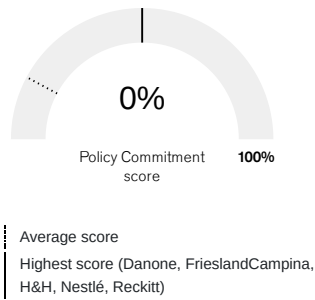 0%
Policy Commitment 100%
score
Average score
Highest score (Danone, FrieslandCampina,
H&H, Nestlé, Reckitt)